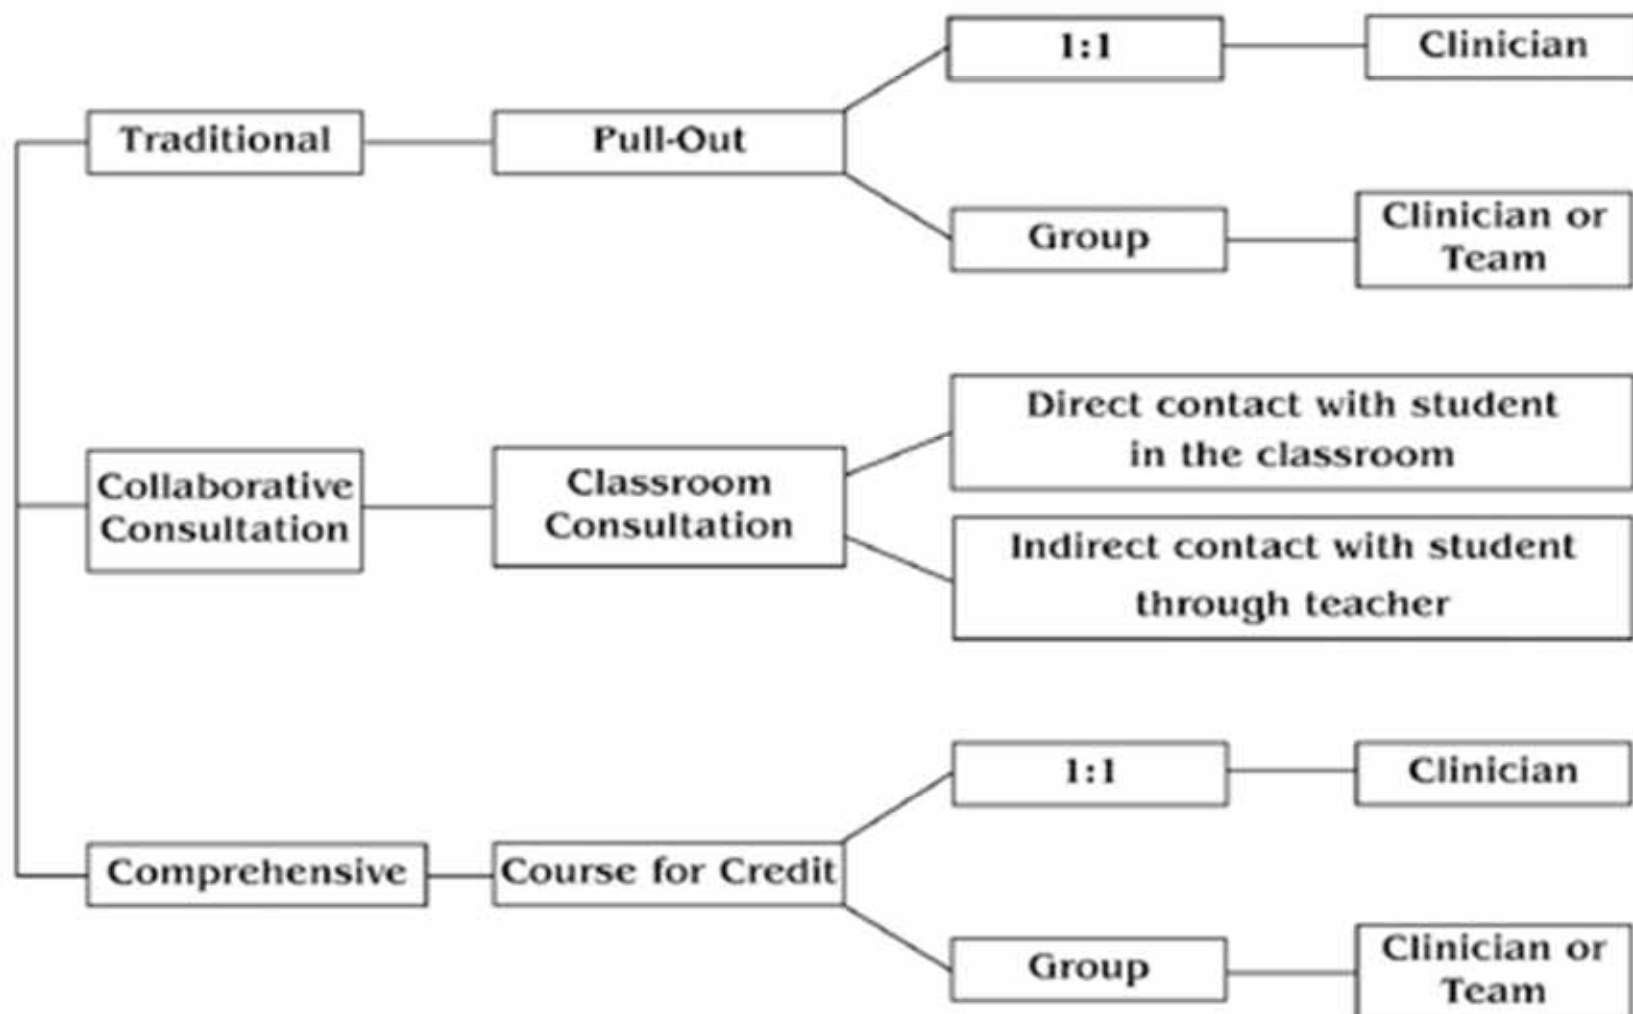 1:1
Clinician
Traditional
Pull-Out
Group
Clinician or
Team
Collaborative
Consultation
Classroom
Consultation
Direct contact with student
in the classroom
Indirect contact with student
through teacher
1:1
Clinician
Comprehensive
Course for Credit
Group
Clinician or
Team